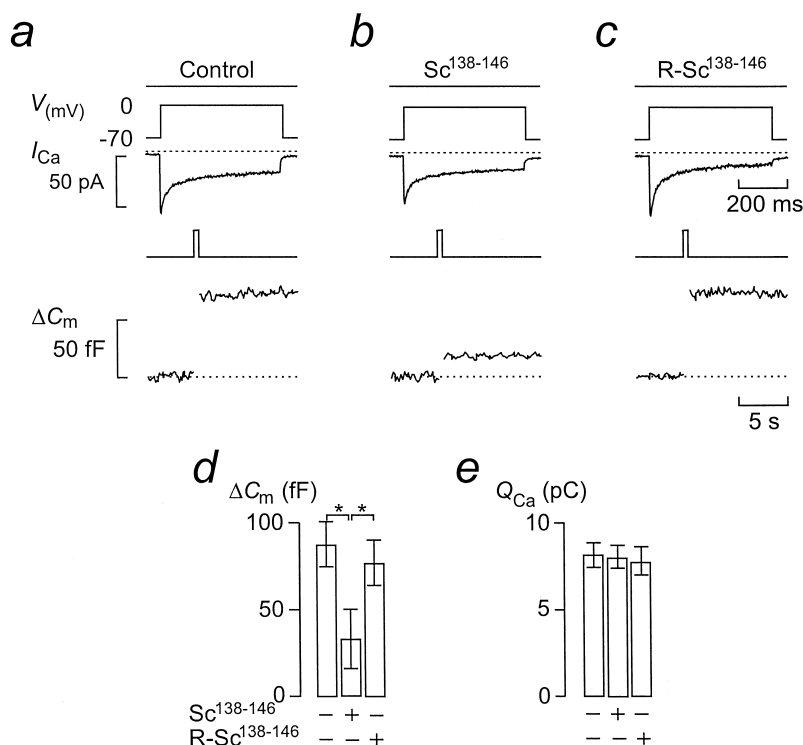 a
b
c
Control
Sc¹³⁸⁻¹⁴⁶
R-Sc¹³⁸⁻¹⁴⁶
V(mV)
0
-70
I Ca
50 pA
200 ms
ΔCm
50 fF
5 s
d
ΔCm (fF)
* *
100
50
0
Sc¹³⁸⁻¹⁴⁶ − + −
R-Sc¹³⁸⁻¹⁴⁶ − − +
e
QCa (pC)
10
5
0
− + −
− − +